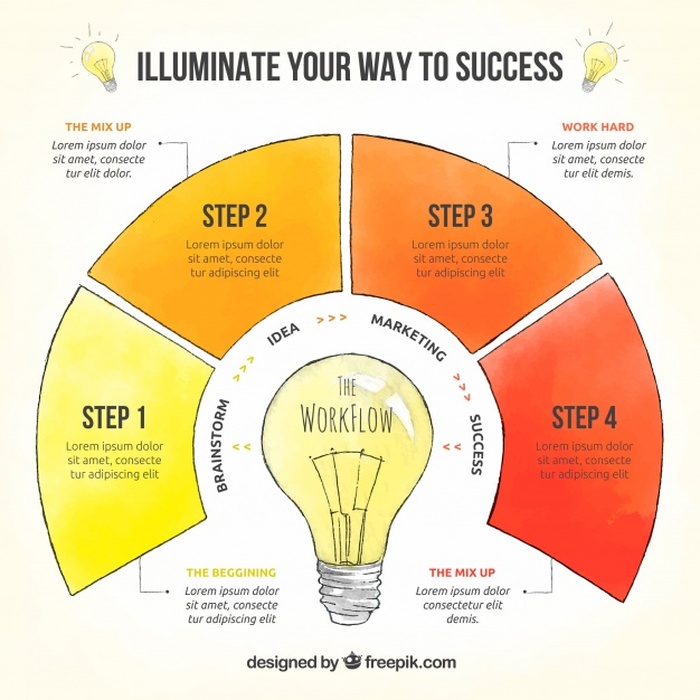 ILLUMINATE YOUR WAY TO SUCCESS
THE MIX UP
Lorem ipsum dolor
sit amet, consecte
tur elit dolor.
WORK HARD
Lorem ipsum dolor
sit amet, consecte
tur elit demis.
STEP 2
Lorem ipsum dolor
sit amet, consecte
tur adipiscing elit
STEP 3
Lorem ipsum dolor
sit amet, consecte
tur adipiscing elit
STEP 1
Lorem ipsum dolor
sit amet, consecte
tur adipiscing elit
STEP 4
Lorem ipsum dolor
sit amet, consecte
tur adipiscing elit
BRAINSTORM
>>>
IDEA
>>>
MARKETING
>>>
SUCCESS
<<
<<
THE
WORKFLOW
THE BEGGINING
Lorem ipsum dolor
sit amet, consecte
tur adipiscing elit
THE MIX UP
Lorem ipsum dolor
consectetur elit
demis.
designed by freepik.com